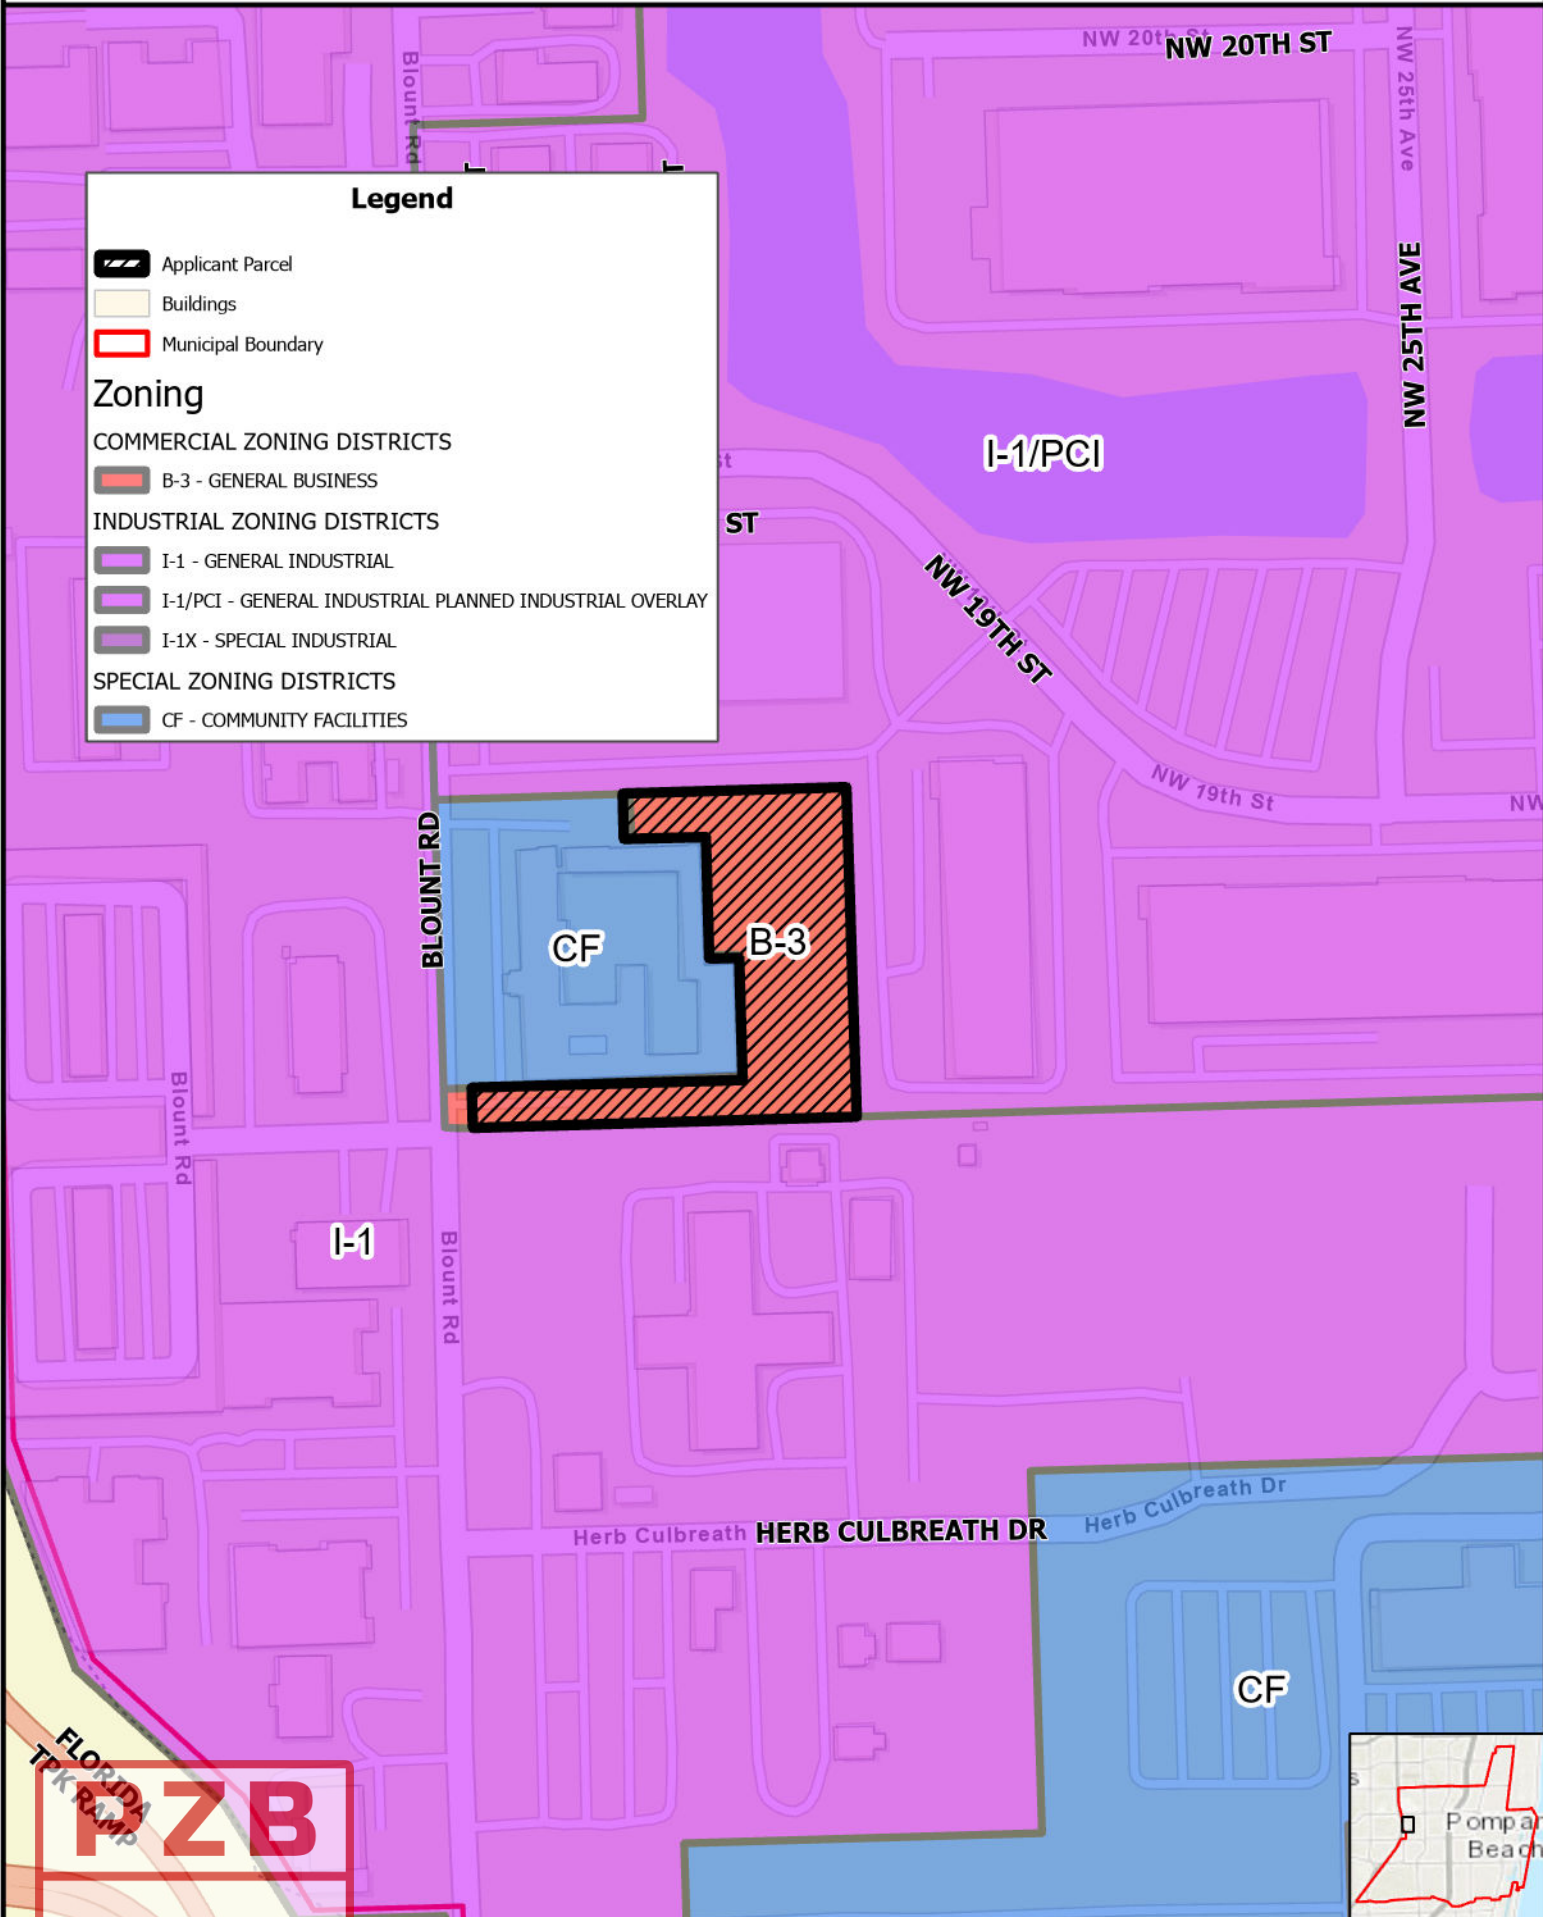 NW 20th St
NW 20TH ST
Blount Rd
NW 25th Ave
T
T
Legend
Applicant Parcel
Buildings
Municipal Boundary
Zoning
COMMERCIAL ZONING DISTRICTS
B-3 - GENERAL BUSINESS
INDUSTRIAL ZONING DISTRICTS
I-1 - GENERAL INDUSTRIAL
I-1/PCI - GENERAL INDUSTRIAL PLANNED INDUSTRIAL OVERLAY
I-1X - SPECIAL INDUSTRIAL
SPECIAL ZONING DISTRICTS
CF - COMMUNITY FACILITIES
NW 25TH AVE
I-1/PCI
st
ST
NW 19TH ST
NW 19th St
NW
BLOUNT RD
CF
B-3
Blount Rd
I-1
Blount Rd
Herb Culbreath
HERB CULBREATH DR
Herb Culbreath Dr
CF
FLORIDA
TPK RAMP
PZB
s
Pompan
Beach